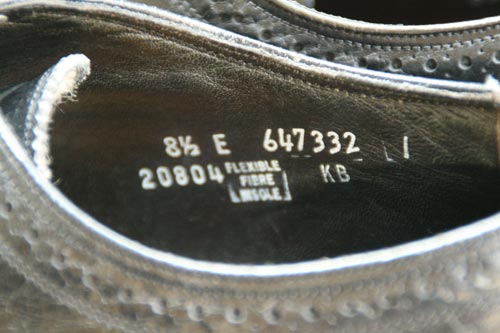 8½ E 647332 L/
20804 FLEXIBLE FIBRE INSOLE KB